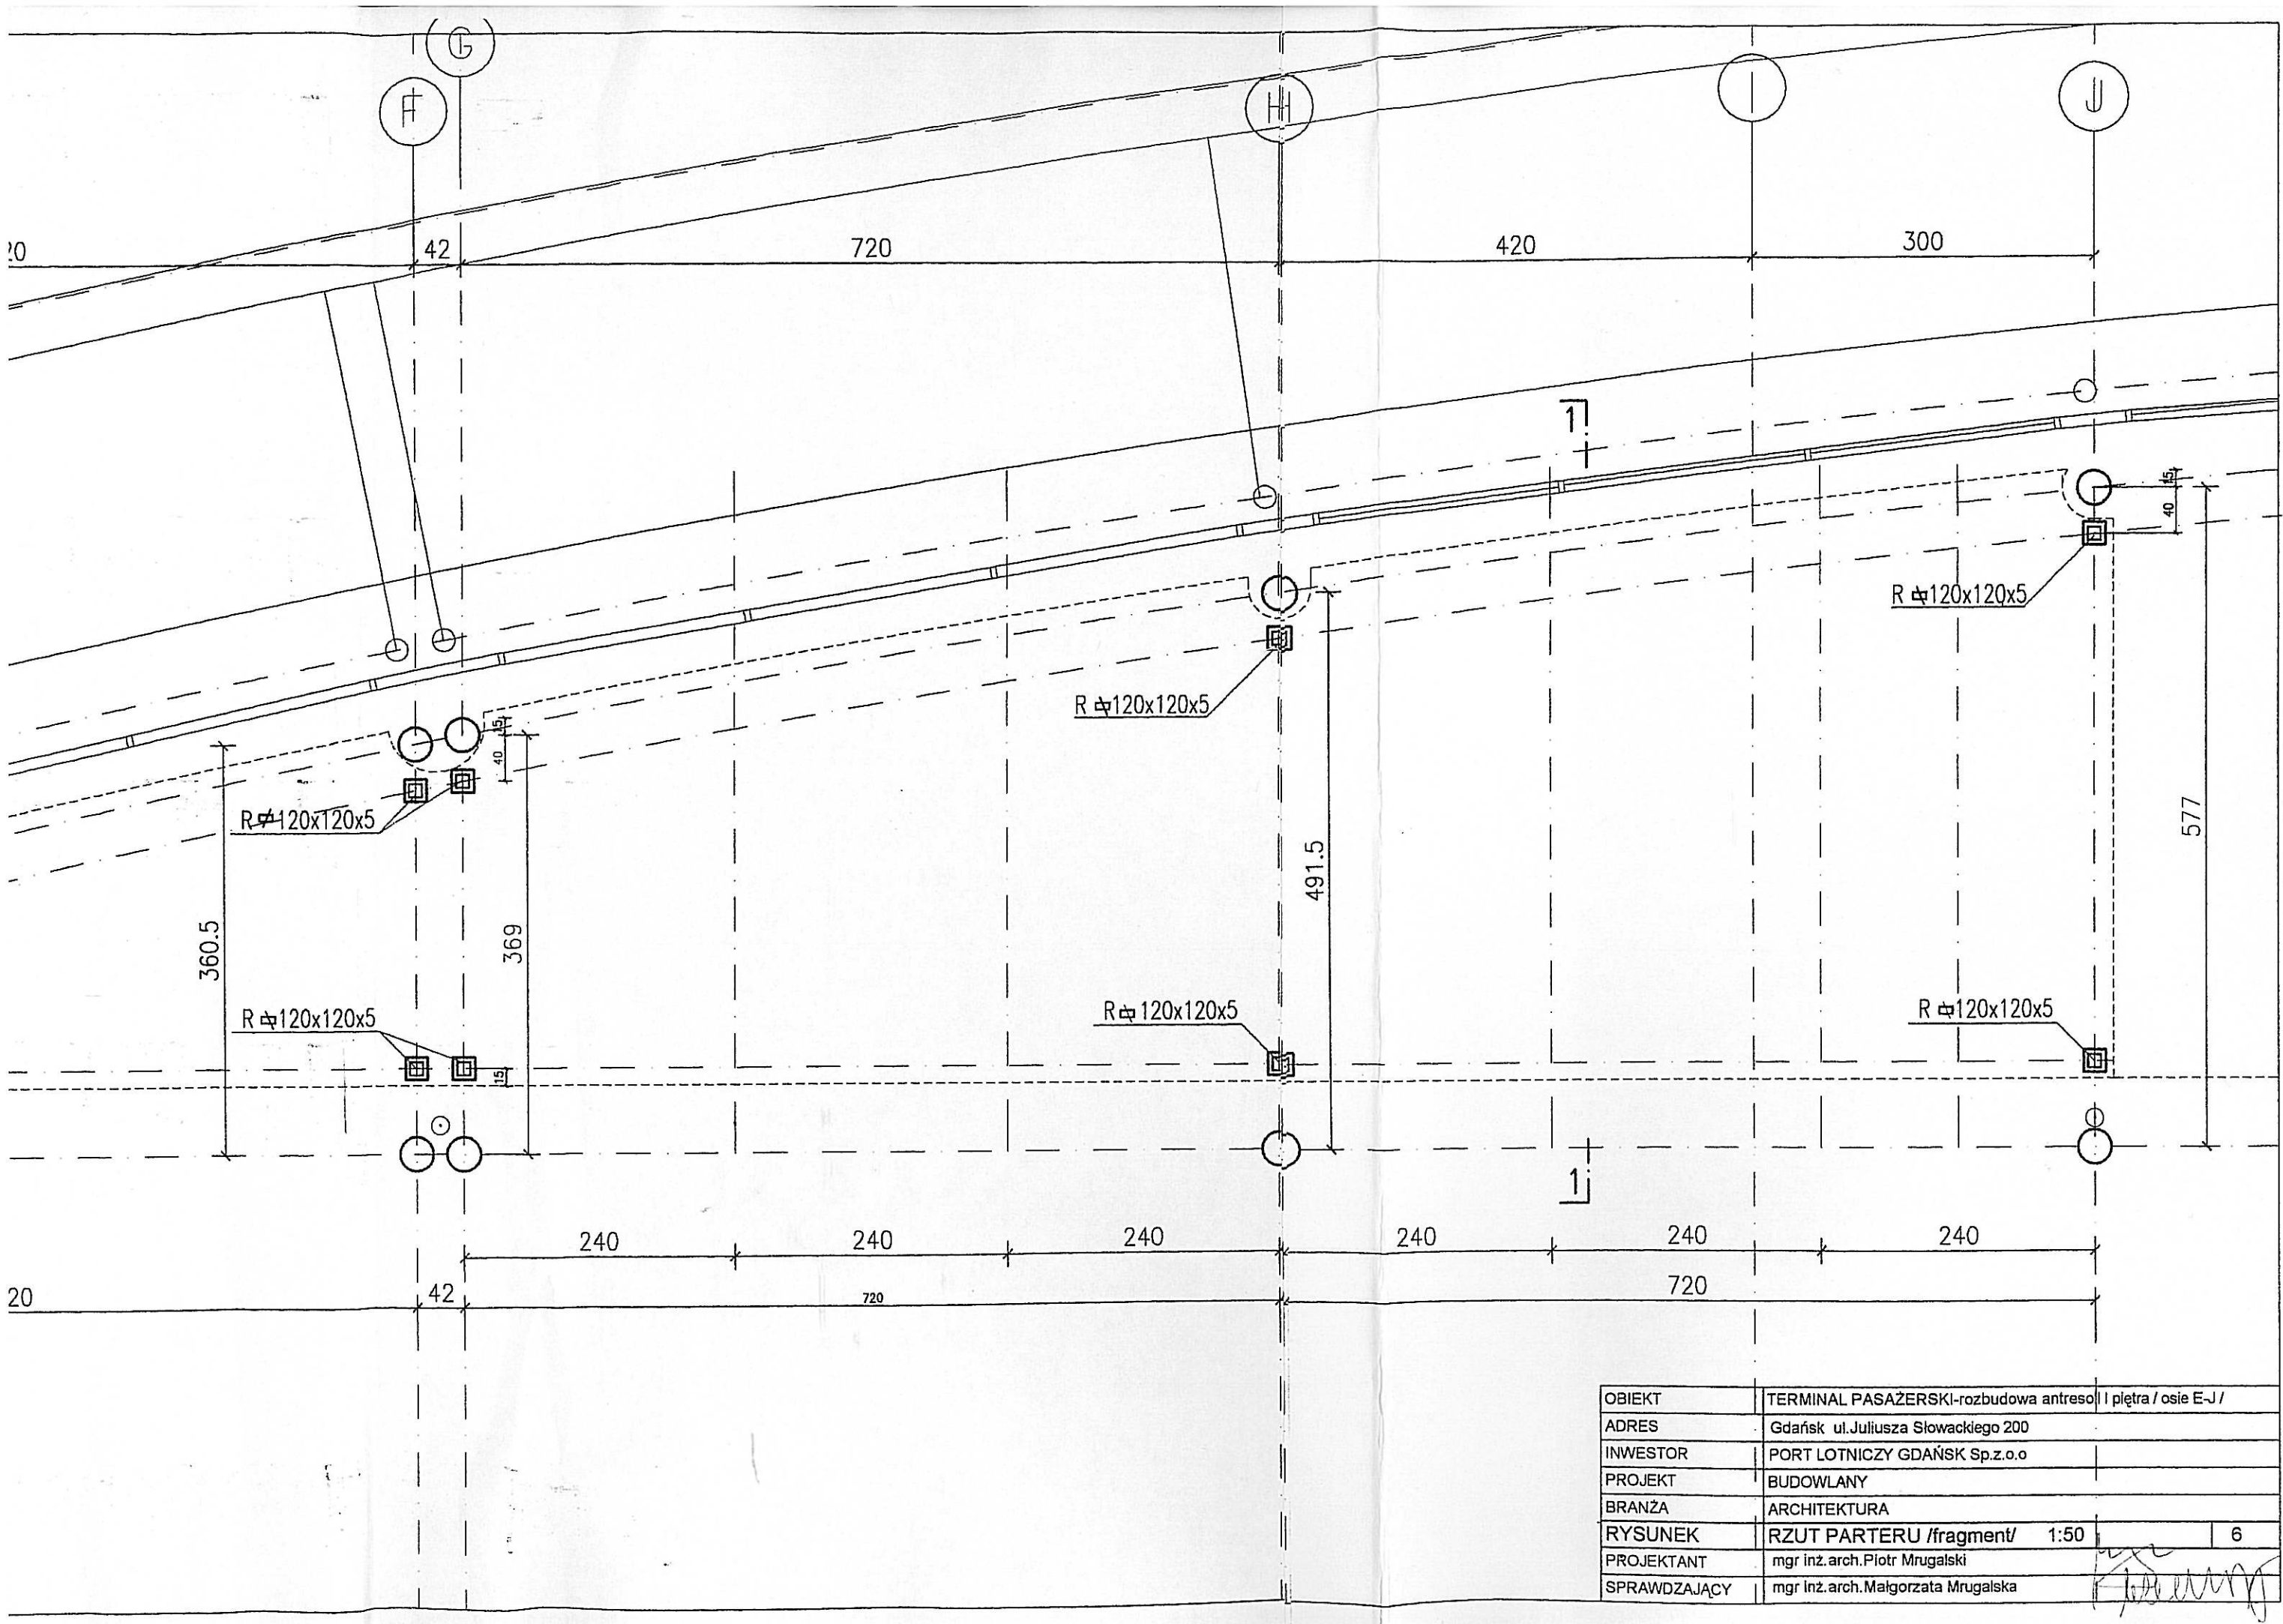 G
F
H
J
20
42
720
420
300
1
15
40
R 120x120x5
R 120x120x5
15
40
R 120x120x5
577
491.5
360.5
369
R 120x120x5
R 120x120x5
R 120x120x5
15
1
240
240
240
240
240
240
20
42
720
720
OBIEKT TERMINAL PASAŻERSKI-rozbudowa antresoli I piętra / osie E-J /
ADRES Gdańsk ul.Juliusza Słowackiego 200
INWESTOR PORT LOTNICZY GDAŃSK Sp.z.o.o
PROJEKT BUDOWLANY
BRANŻA ARCHITEKTURA
RYSUNEK RZUT PARTERU /fragment/ 1:50 6
PROJEKTANT mgr inż.arch.Piotr Mrugalski
SPRAWDZAJĄCY mgr inż.arch.Małgorzata Mrugalska